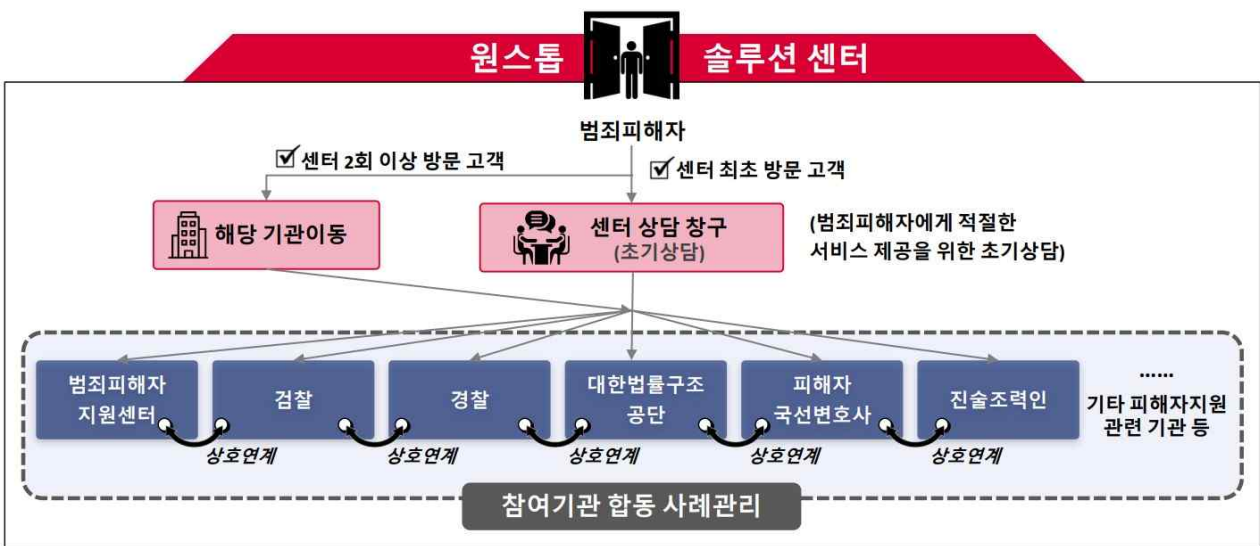 원스톱 솔루션 센터
범죄피해자
센터 2회 이상 방문 고객
센터 최초 방문 고객
해당 기관이동
센터 상담 창구
(초기상담)
(범죄피해자에게 적절한
서비스 제공을 위한 초기상담)
범죄피해자
지원센터
검찰
경찰
대한법률구조
공단
피해자
국선변호사
진술조력인
......
기타 피해자지원
관련 기관 등
상호연계
상호연계
상호연계
상호연계
상호연계
참여기관 합동 사례관리